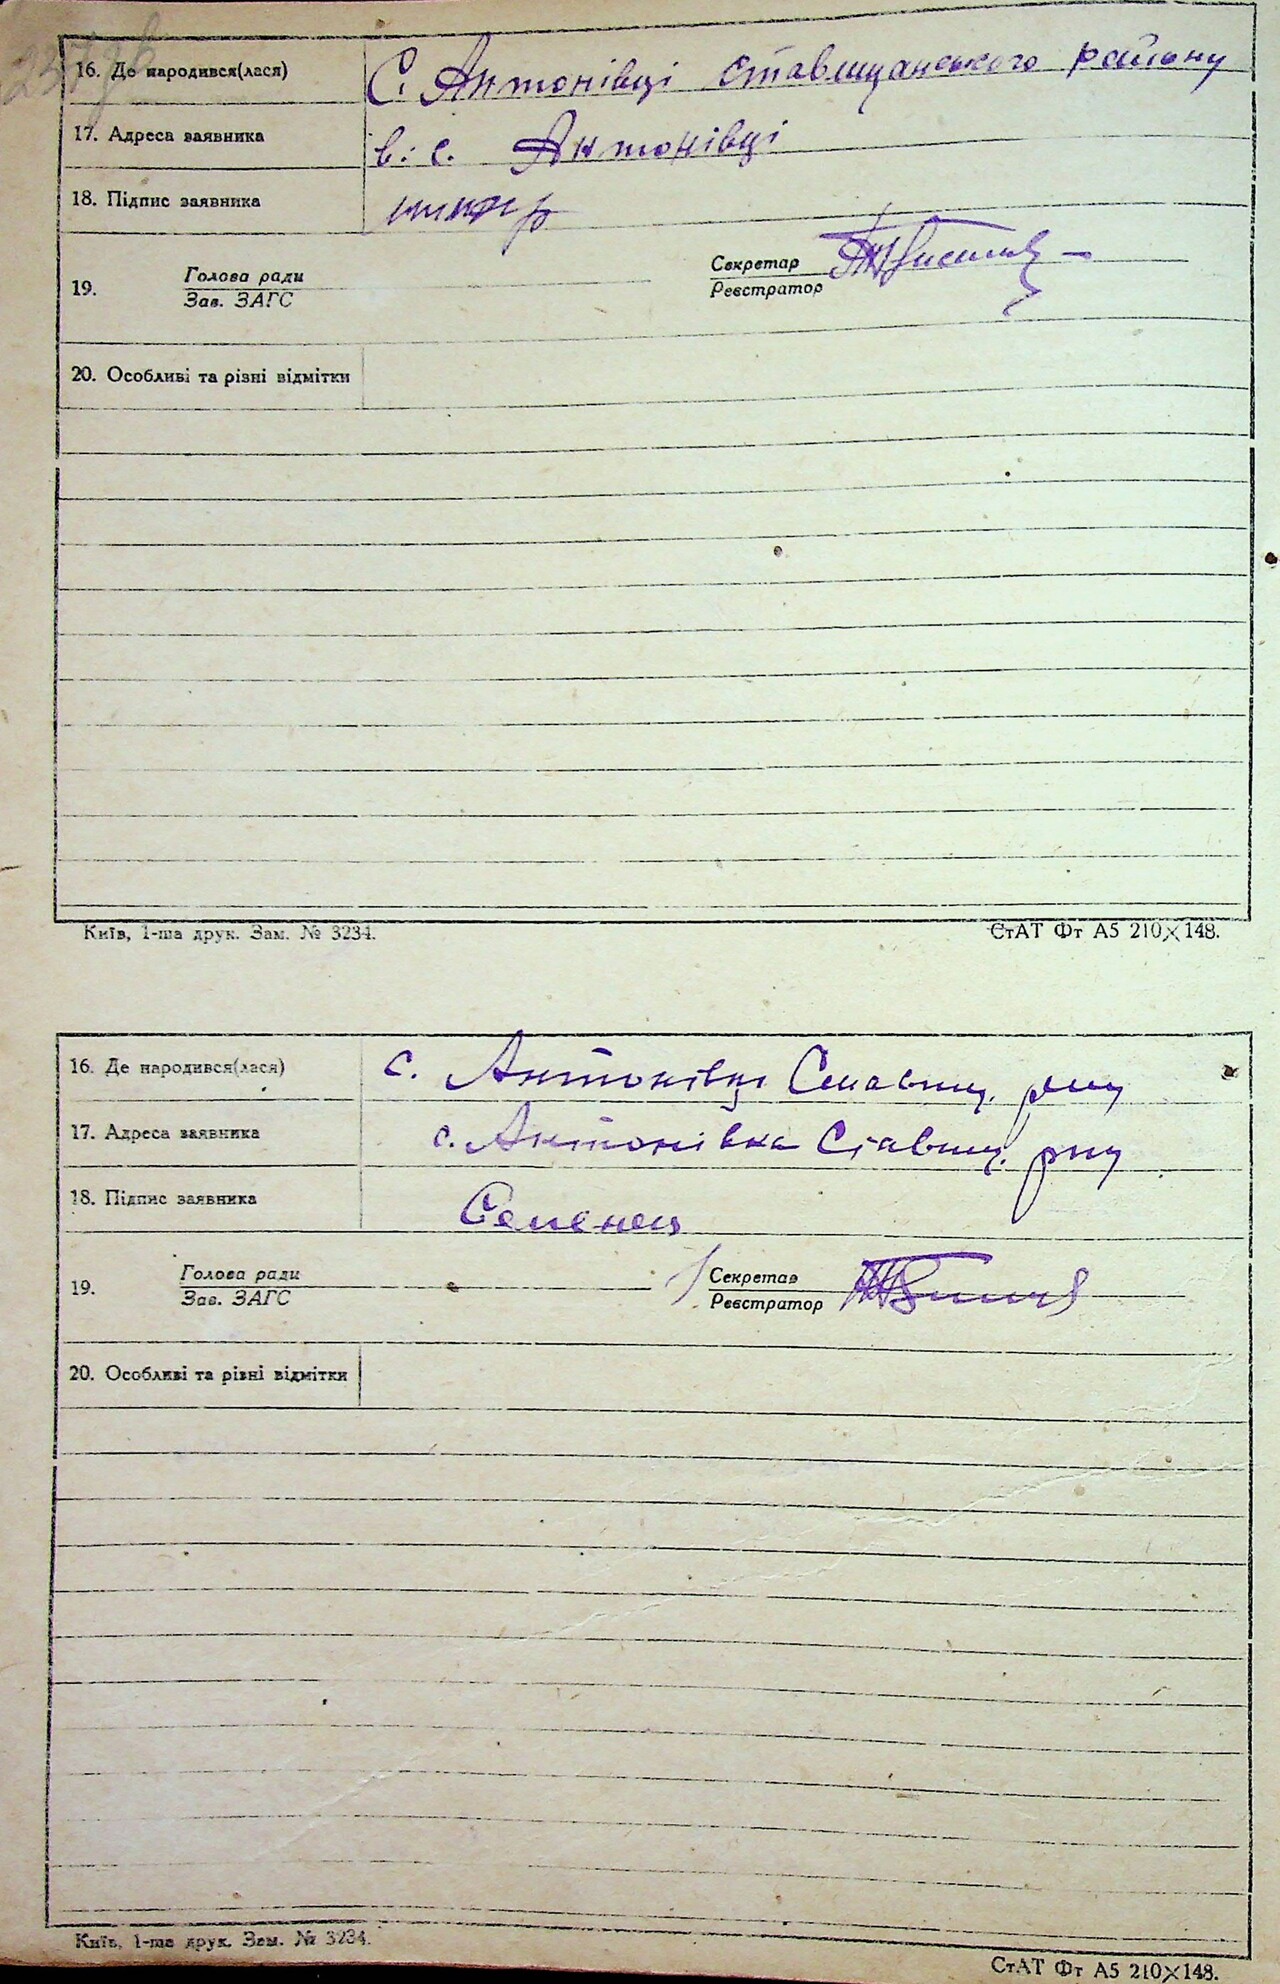 16. Де народився(лася) С. Антонівці Ставищанського району
17. Адреса заявника в. с. Антонівці
18. Підпис заявника
19. Голова ради Секретар
Зав. ЗАГС Реєстратор
20. Особливі та різні відмітки
Київ, 1-ша друк. Зам. № 3234. СтАТ Фт А5 210×148.
16. Де народився(лася) с. Антонівці Ставищ. рну
17. Адреса заявника с. Антонівка Ставищ. рну
18. Підпис заявника Семенець
19. Голова ради Секретар
Зав. ЗАГС Реєстратор
20. Особливі та різні відмітки
Київ, 1-ша друк. Зам. № 3234.
СтАТ Фт А5 210×148.